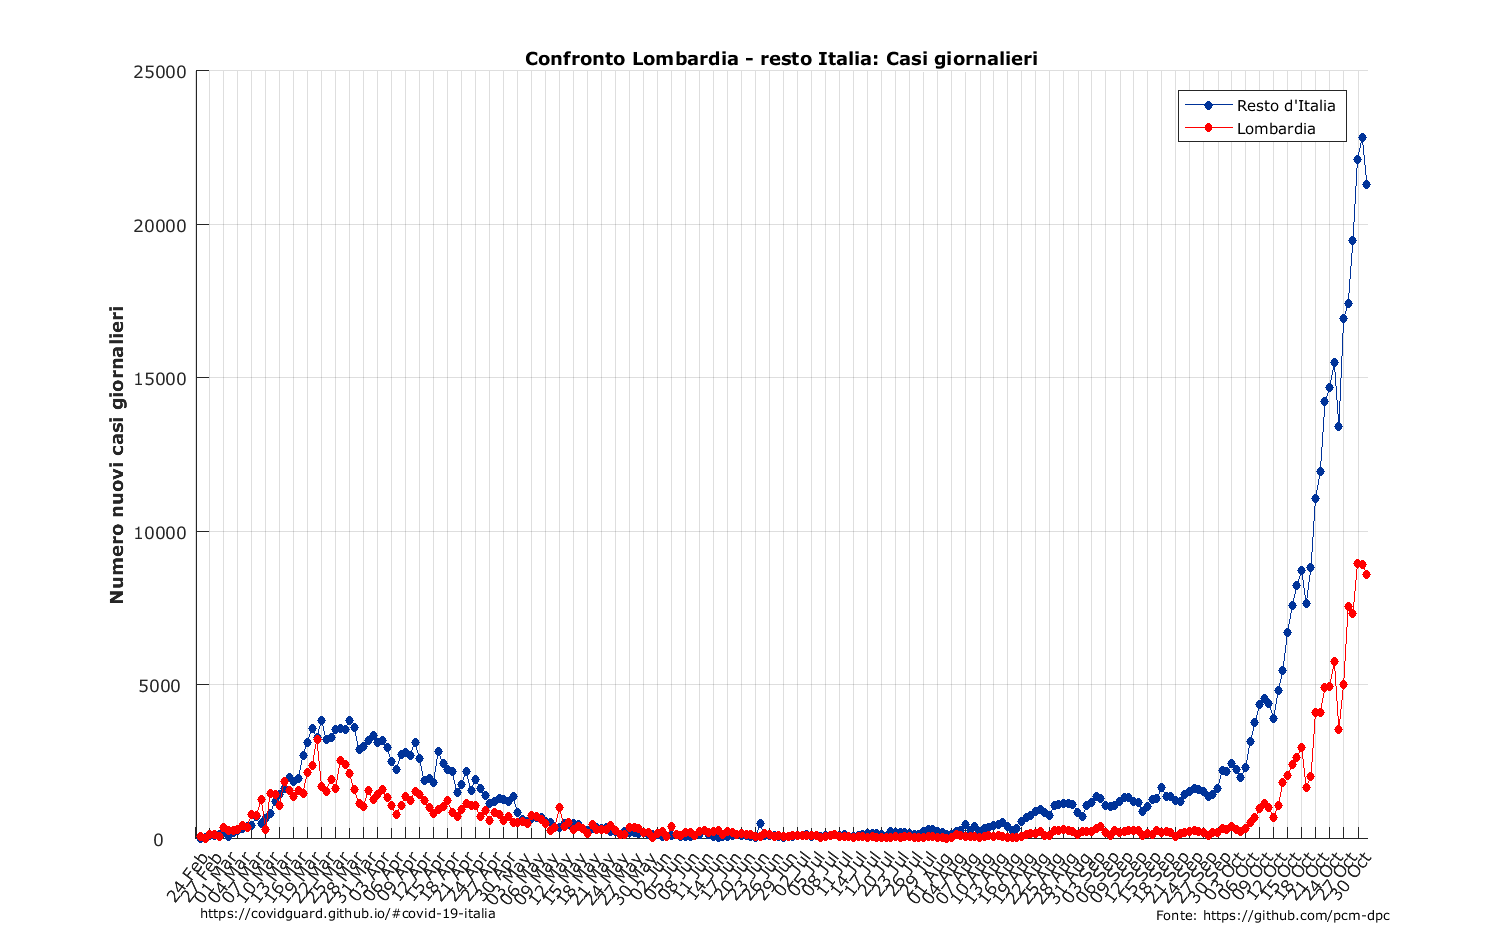 Confronto Lombardia - resto Italia: Casi giornalieri
Resto d'Italia
Lombardia
Numero nuovi casi giornalieri
25000
20000
15000
10000
5000
0
24 Feb
27 Feb
01 Mar
04 Mar
07 Mar
10 Mar
13 Mar
16 Mar
19 Mar
22 Mar
25 Mar
28 Mar
31 Mar
03 Apr
06 Apr
09 Apr
12 Apr
15 Apr
18 Apr
21 Apr
24 Apr
27 Apr
30 Apr
03 May
06 May
09 May
12 May
15 May
18 May
21 May
24 May
27 May
30 May
02 Jun
05 Jun
08 Jun
11 Jun
14 Jun
17 Jun
20 Jun
23 Jun
26 Jun
29 Jun
02 Jul
05 Jul
08 Jul
11 Jul
14 Jul
17 Jul
20 Jul
23 Jul
26 Jul
29 Jul
01 Aug
04 Aug
07 Aug
10 Aug
13 Aug
16 Aug
19 Aug
22 Aug
25 Aug
28 Aug
31 Aug
03 Sep
06 Sep
09 Sep
12 Sep
15 Sep
18 Sep
21 Sep
24 Sep
27 Sep
30 Sep
03 Oct
06 Oct
09 Oct
12 Oct
15 Oct
18 Oct
21 Oct
24 Oct
27 Oct
30 Oct
https://covidguard.github.io/#covid-19-italia
Fonte: https://github.com/pcm-dpc